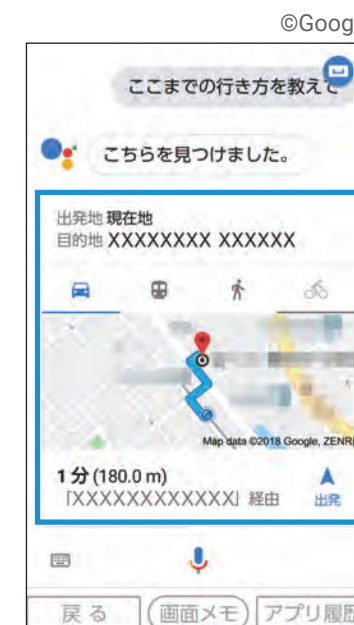 ©Goog
ここまでの行き方を教えて
こちらを見つけました。
出発地 現在地
目的地 XXXXXXXX XXXXXX
Map data ©2018 Google, ZENR
1 分 (180.0 m)
「XXXXXXXXXXXX」経由
出発
戻る
画面メモ
アプリ履歴